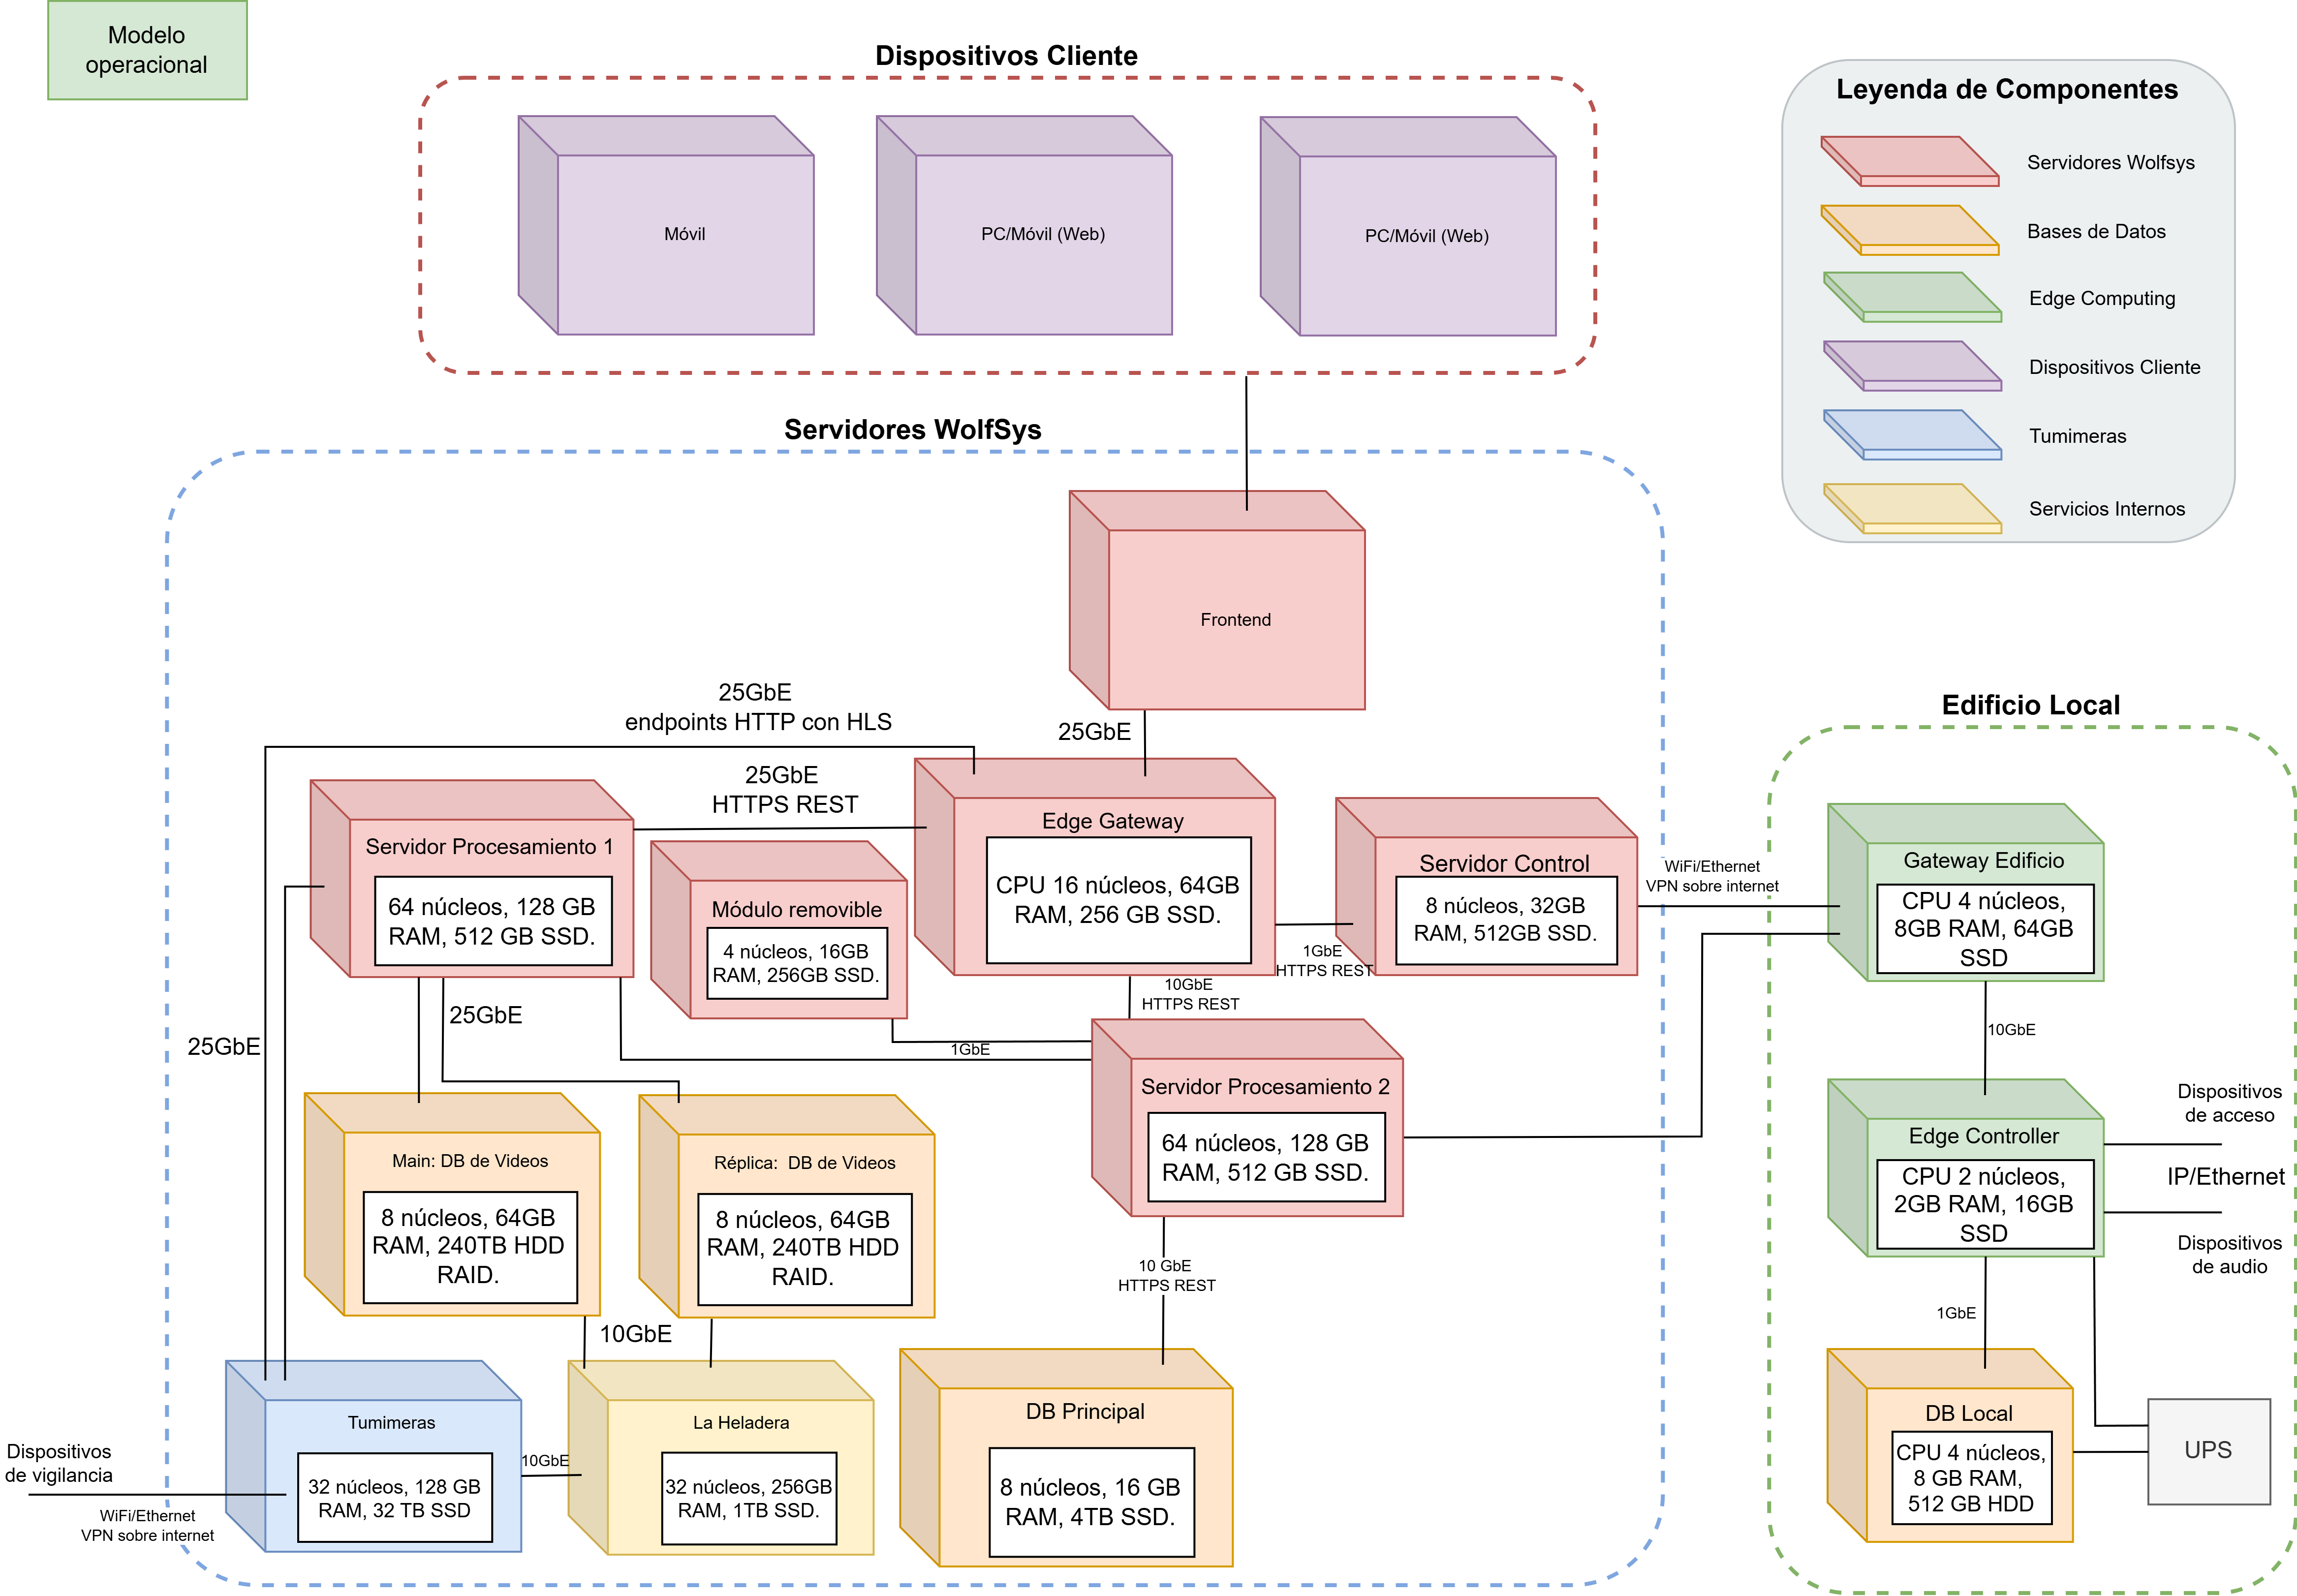 Modelo
operacional
Dispositivos Cliente
Móvil
PC/Móvil (Web)
PC/Móvil (Web)
Leyenda de Componentes
Servidores Wolfsys
Bases de Datos
Edge Computing
Dispositivos Cliente
Tumimeras
Servicios Internos
Servidores WolfSys
Frontend
25GbE
endpoints HTTP con HLS
25GbE
25GbE
HTTPS REST
Servidor Procesamiento 1
64 núcleos, 128 GB
RAM, 512 GB SSD.
Módulo removible
4 núcleos, 16GB
RAM, 256GB SSD.
Edge Gateway
CPU 16 núcleos, 64GB
RAM, 256 GB SSD.
Servidor Control
8 núcleos, 32GB
RAM, 512GB SSD.
1GbE
HTTPS REST
10GbE
HTTPS REST
WiFi/Ethernet
VPN sobre internet
25GbE
25GbE
1GbE
Servidor Procesamiento 2
64 núcleos, 128 GB
RAM, 512 GB SSD.
Main: DB de Videos
8 núcleos, 64GB
RAM, 240TB HDD
RAID.
Réplica:  DB de Videos
8 núcleos, 64GB
RAM, 240TB HDD
RAID.
10 GbE
HTTPS REST
10GbE
Tumimeras
32 núcleos, 128 GB
RAM, 32 TB SSD
10GbE
La Heladera
32 núcleos, 256GB
RAM, 1TB SSD.
DB Principal
8 núcleos, 16 GB
RAM, 4TB SSD.
Dispositivos
de vigilancia
WiFi/Ethernet
VPN sobre internet
Edificio Local
Gateway Edificio
CPU 4 núcleos,
8GB RAM, 64GB
SSD
10GbE
Edge Controller
CPU 2 núcleos,
2GB RAM, 16GB
SSD
Dispositivos
de acceso
IP/Ethernet
Dispositivos
de audio
1GbE
DB Local
CPU 4 núcleos,
8 GB RAM,
512 GB HDD
UPS